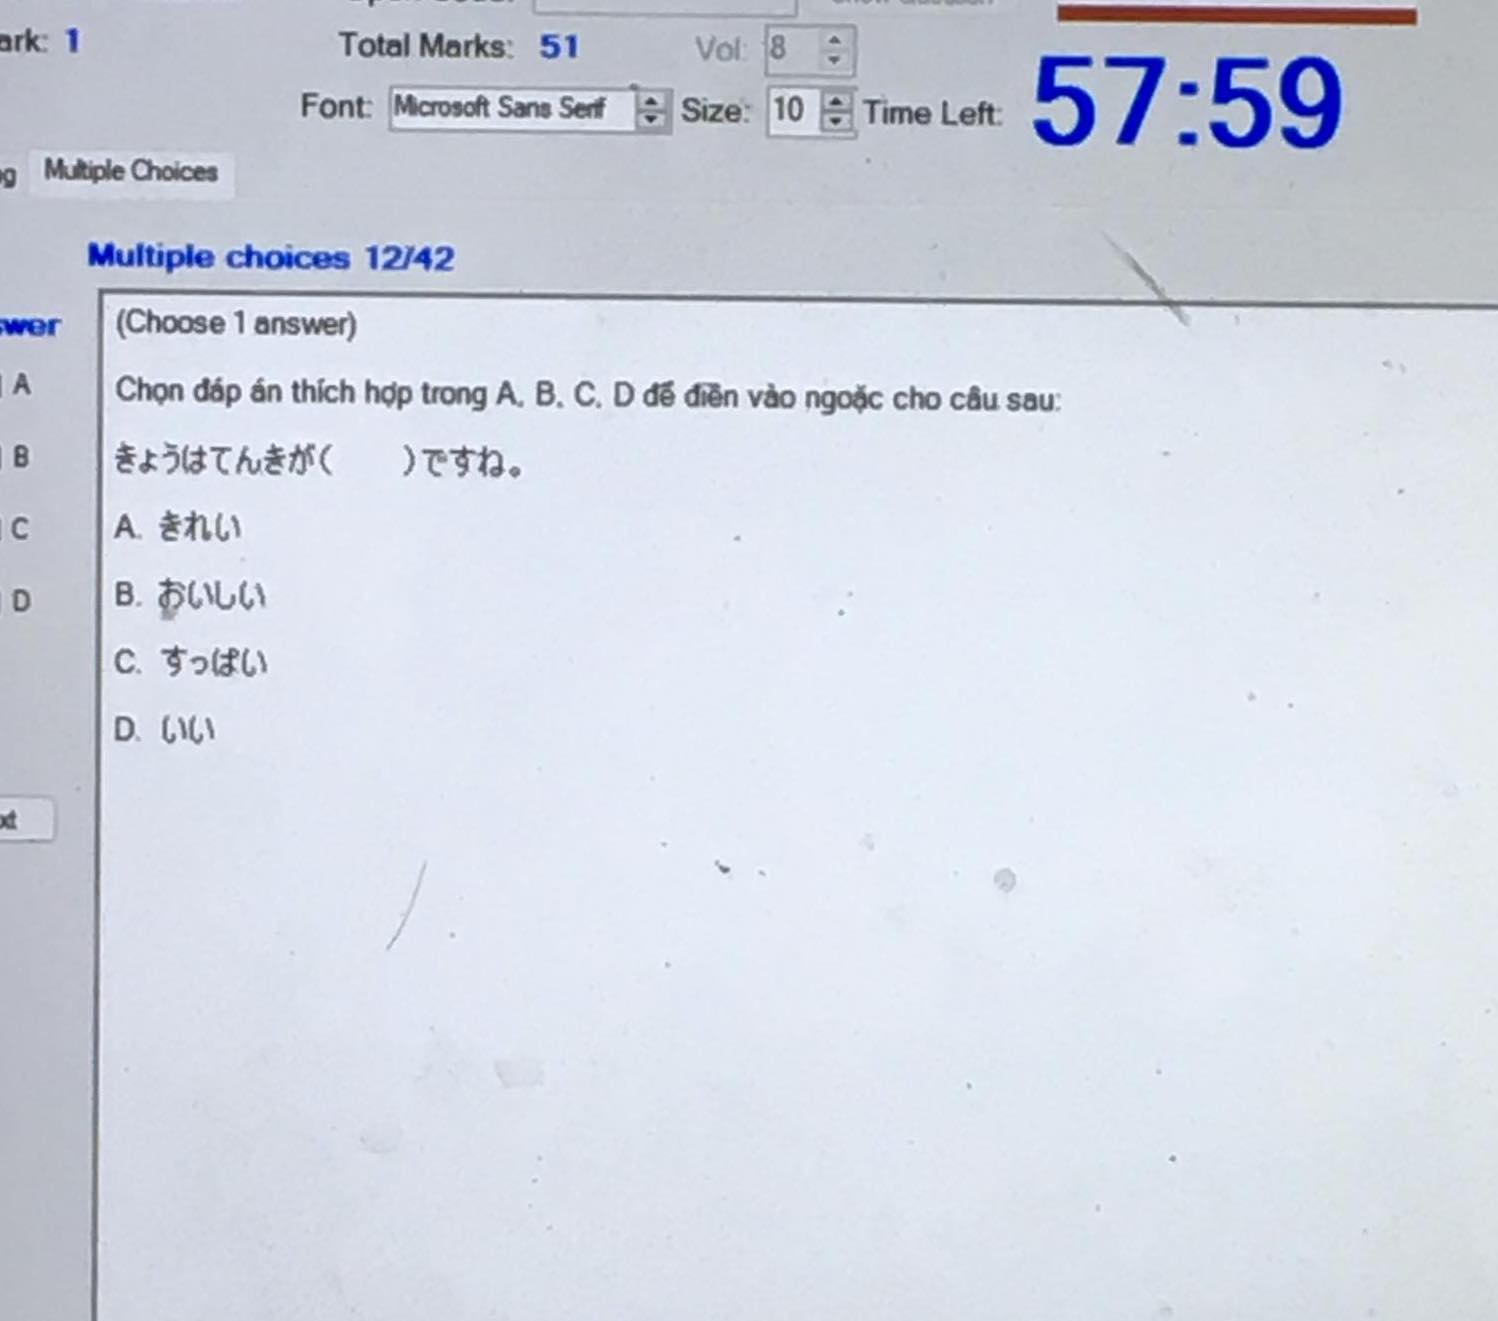 ark: 1
Total Marks: 51
Vol: 8
Font: Microsoft Sans Serif
Size: 10
Time Left: 57:59
Multiple Choices
Multiple choices 12/42
swer
A
B
C
D
xt
(Choose 1 answer)
Chọn đáp án thích hợp trong A, B, C, D để điền vào ngoặc cho câu sau:
きょうはてんきが(　　)ですね。
A. きれい
B. おいしい
C. すっぱい
D. いい